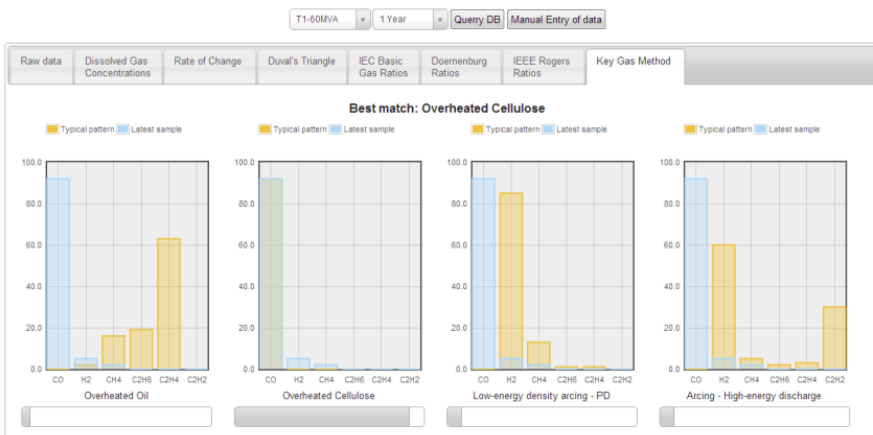 T1-60MVA 1 Year Querry DB Manual Entry of data
Raw data Dissolved Gas Concentrations Rate of Change Duval's Triangle IEC Basic Gas Ratios Doernenburg Ratios IEEE Rogers Ratios Key Gas Method
Best match: Overheated Cellulose
Typical pattern Latest sample Typical pattern Latest sample Typical pattern Latest sample Typical pattern Latest sample
100.0 100.0 100.0 100.0
80.0 80.0 80.0 80.0
60.0 60.0 60.0 60.0
40.0 40.0 40.0 40.0
20.0 20.0 20.0 20.0
0.0 0.0 0.0 0.0
CO H2 CH4 C2H6 C2H4 C2H2 CO H2 CH4 C2H6 C2H4 C2H2 CO H2 CH4 C2H6 C2H4 C2H2 CO H2 CH4 C2H6 C2H4 C2H2
Overheated Oil Overheated Cellulose Low-energy density arcing - PD Arcing - High-energy discharge